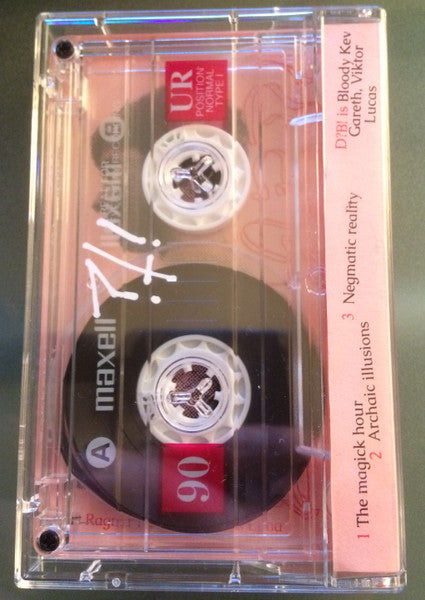 A maxell
90
UR
POSITION
NORMAL
TYPE I
1 The magick hour
2 Archaic illusions
3 Negmatic reality
D?B! is Bloody Kev
Gareth, Viktor
Lucas